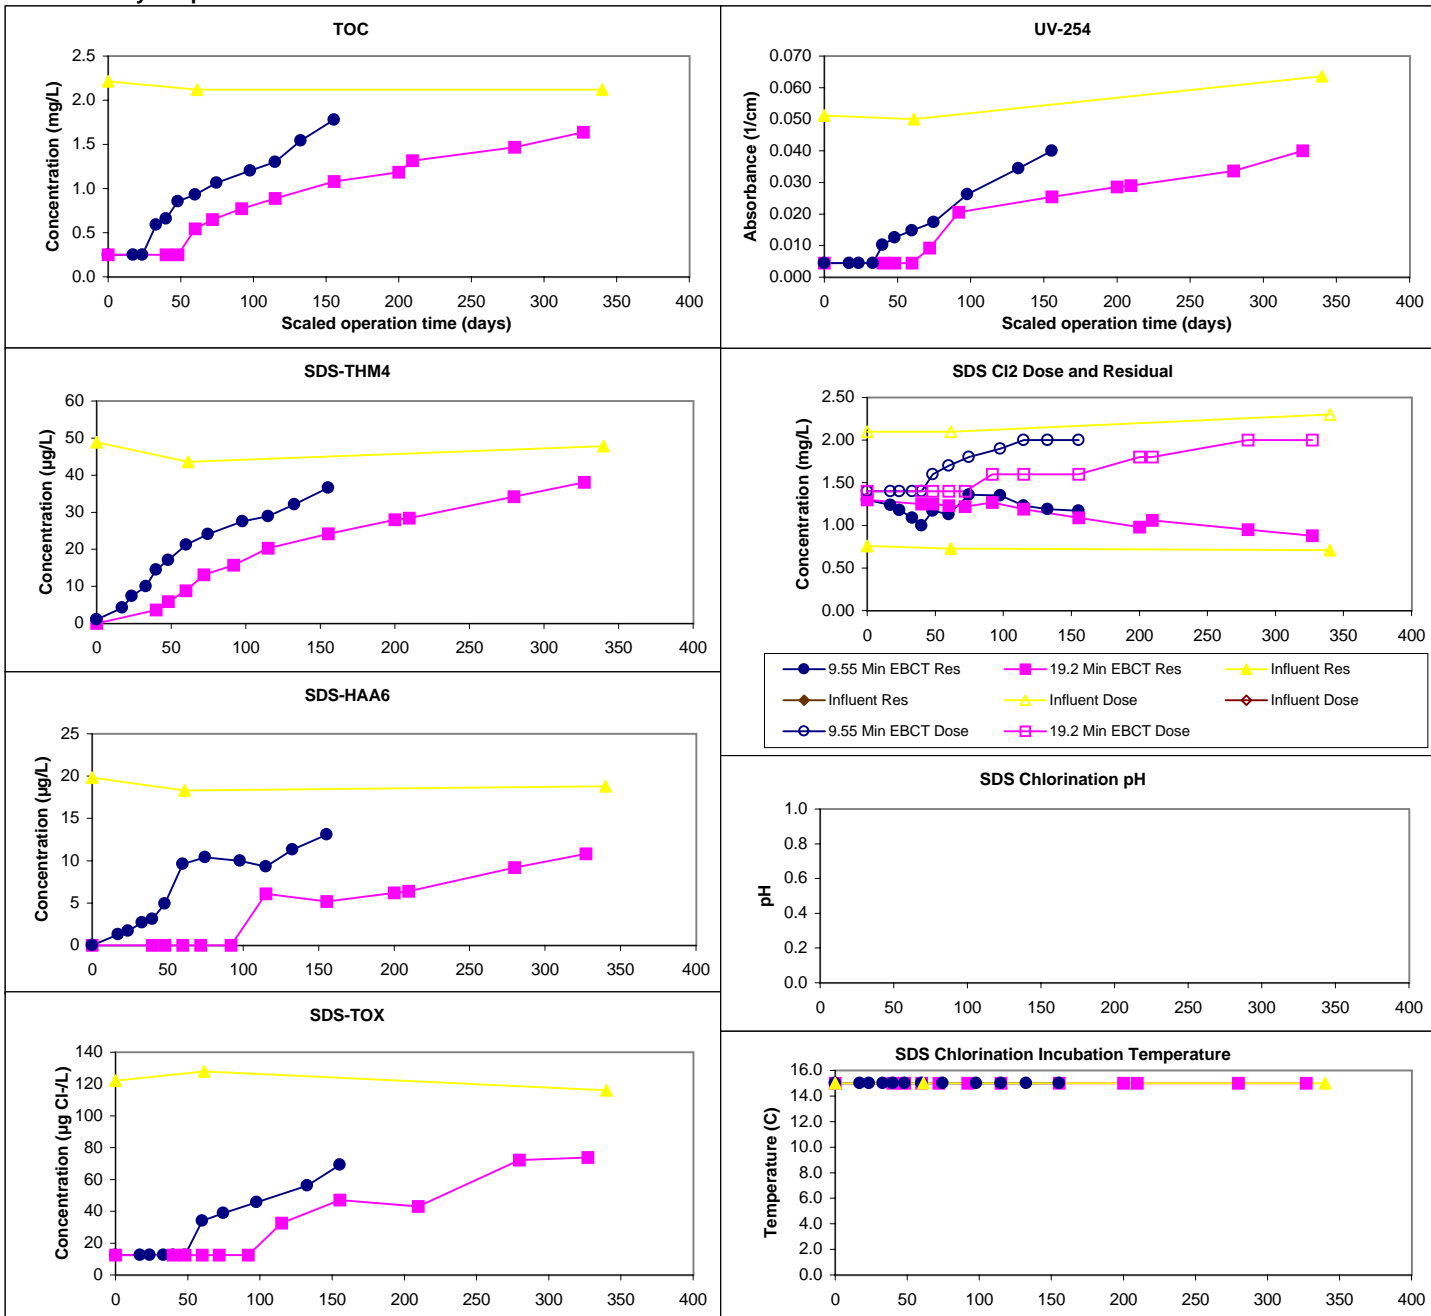 TOC
Concentration (mg/L)
2.5
2.0
1.5
1.0
0.5
0.0
0 50 100 150 200 250 300 350 400
Scaled operation time (days)
UV-254
Absorbance (1/cm)
0.070
0.060
0.050
0.040
0.030
0.020
0.010
0.000
0 50 100 150 200 250 300 350 400
Scaled operation time (days)
SDS-THM4
Concentration (µg/L)
60
50
40
30
20
10
0
0 50 100 150 200 250 300 350 400
SDS Cl2 Dose and Residual
Concentration (mg/L)
2.50
2.00
1.50
1.00
0.50
0.00
0 50 100 150 200 250 300 350 400
9.55 Min EBCT Res 19.2 Min EBCT Res Influent Res
Influent Res Influent Dose Influent Dose
9.55 Min EBCT Dose 19.2 Min EBCT Dose
SDS-HAA6
Concentration (µg/L)
25
20
15
10
5
0
0 50 100 150 200 250 300 350 400
SDS Chlorination pH
pH
1.0
0.8
0.6
0.4
0.2
0.0
0 50 100 150 200 250 300 350 400
SDS-TOX
Concentration (µg Cl-/L)
140
120
100
80
60
40
20
0
0 50 100 150 200 250 300 350 400
SDS Chlorination Incubation Temperature
Temperature (C)
16.0
14.0
12.0
10.0
8.0
6.0
4.0
2.0
0.0
0 50 100 150 200 250 300 350 400